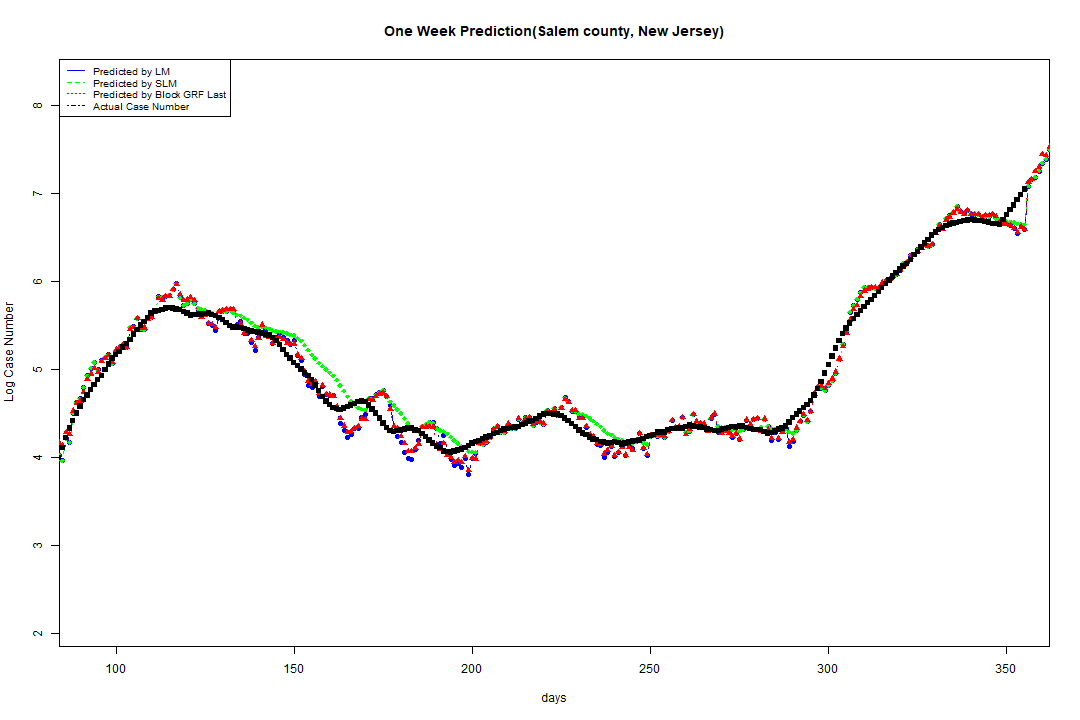 One Week Prediction(Salem county, New Jersey)
Predicted by LM
Predicted by SLM
Predicted by Block GRF Last
Actual Case Number
8
7
6
5
4
3
2
Log Case Number
100 150 200 250 300 350
days